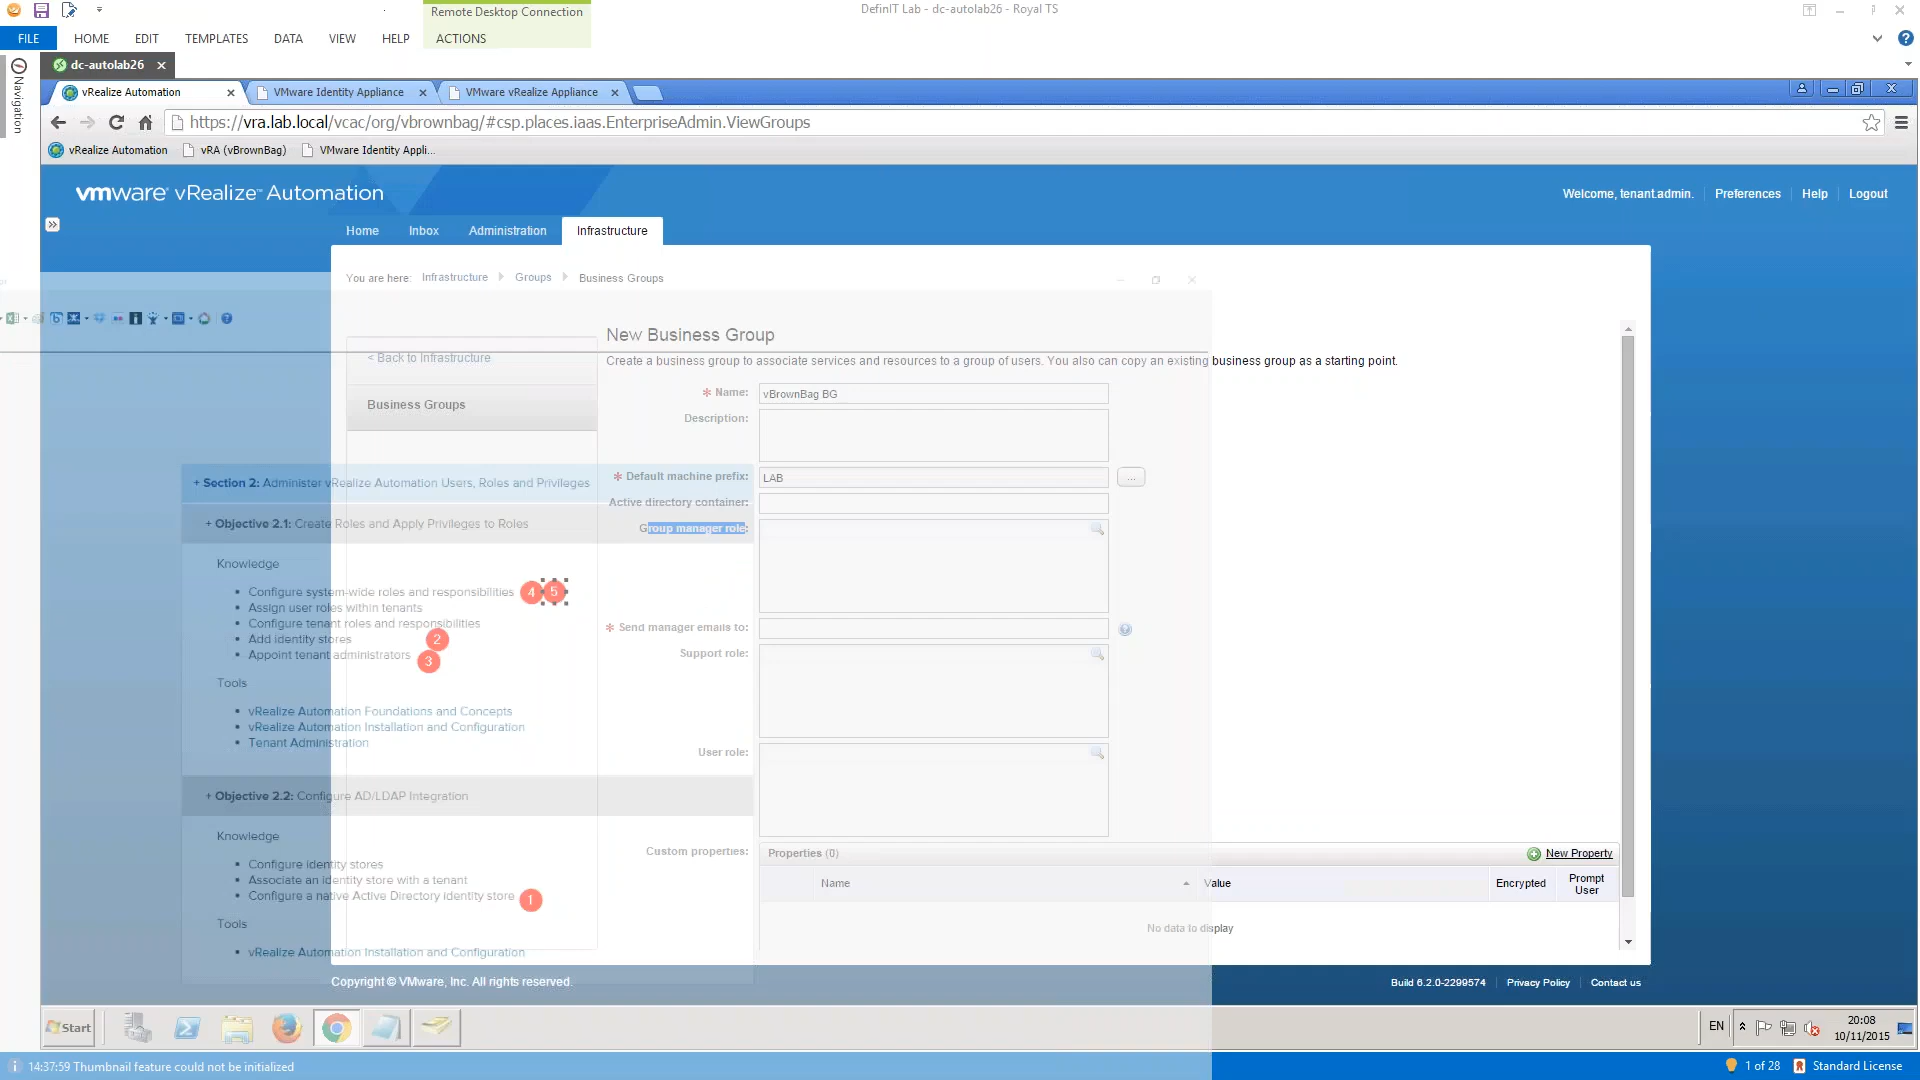 Remote Desktop Connection
DefinIT Lab - dc-autolab26 - Royal TS
FILE HOME EDIT TEMPLATES DATA VIEW HELP ACTIONS
Navigation
dc-autolab26
vRealize Automation
VMware Identity Appliance
VMware vRealize Appliance
https://vra.lab.local/vcac/org/vbrownbag/#csp.places.iaas.EnterpriseAdmin.ViewGroups
vRealize Automation
vRA (vBrownBag)
VMware Identity Appli...
vmware vRealize™ Automation
Welcome, tenant.admin. Preferences Help Logout
Home Inbox Administration Infrastructure
You are here: Infrastructure Groups Business Groups
< Back to Infrastructure
Business Groups
New Business Group
Create a business group to associate services and resources to a group of users. You also can copy an existing business group as a starting point.
* Name: vBrownBag BG
Description:
* Default machine prefix: LAB ...
Active directory container:
Group manager role:
* Send manager emails to:
Support role:
User role:
Custom properties: Properties (0) New Property
Name Value Encrypted Prompt User
No data to display
+ Section 2: Administer vRealize Automation Users, Roles and Privileges
+ Objective 2.1: Create Roles and Apply Privileges to Roles
Knowledge
• Configure system-wide roles and responsibilities 4 5
• Assign user roles within tenants
• Configure tenant roles and responsibilities
• Add identity stores 2
• Appoint tenant administrators 3
Tools
• vRealize Automation Foundations and Concepts
• vRealize Automation Installation and Configuration
• Tenant Administration
+ Objective 2.2: Configure AD/LDAP Integration
Knowledge
• Configure identity stores
• Associate an identity store with a tenant
• Configure a native Active Directory identity store 1
Tools
• vRealize Automation Installation and Configuration
Copyright © VMware, Inc. All rights reserved.
Build 6.2.0-2299574 Privacy Policy Contact us
Start
EN
20:08
10/11/2015
14:37:59 Thumbnail feature could not be initialized
1 of 28 Standard License